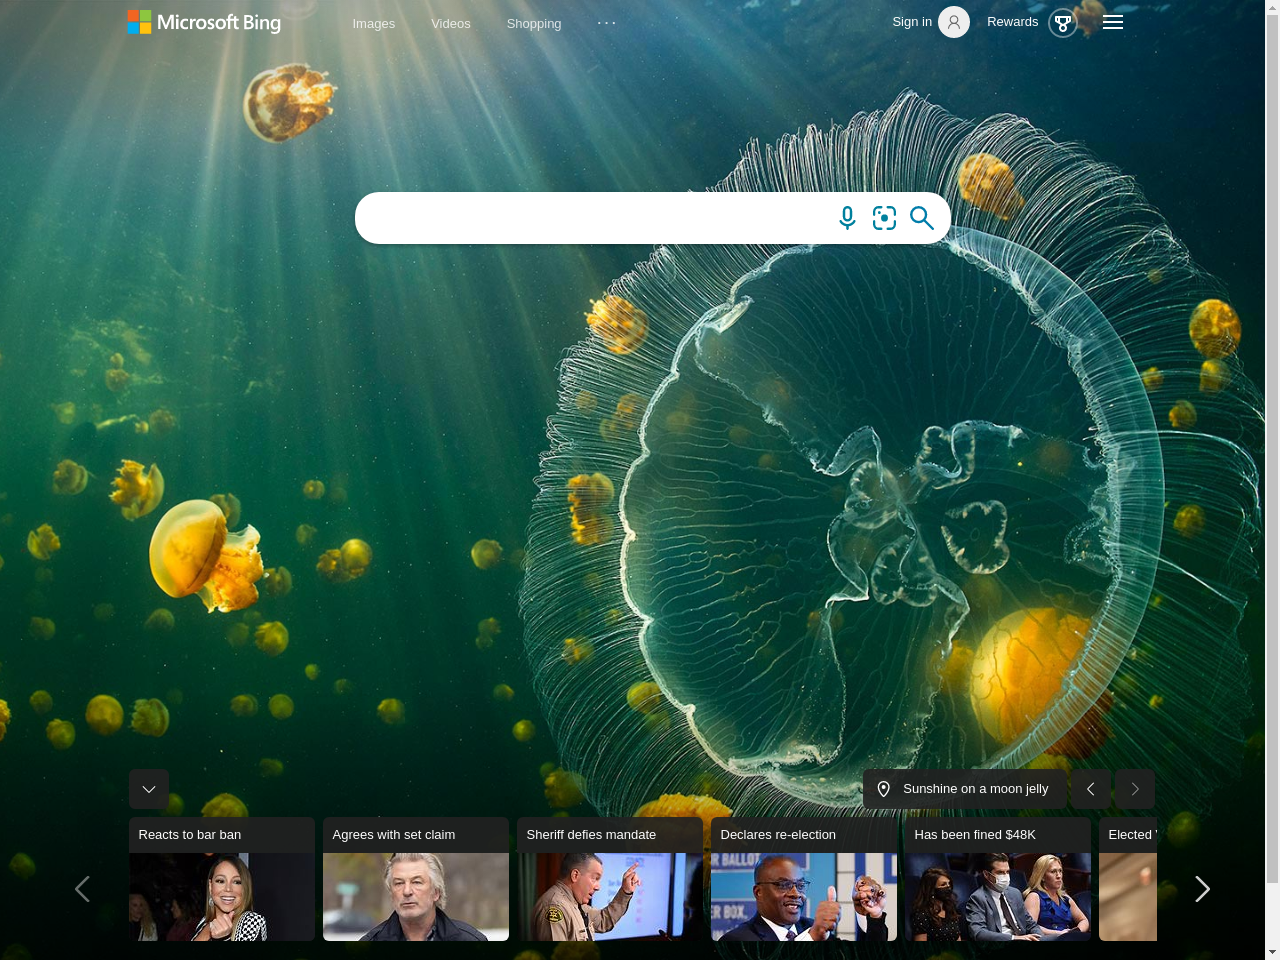 Microsoft Bing
Images
Videos
Shopping
Sign in
Rewards
Sunshine on a moon jelly
Reacts to bar ban
Agrees with set claim
Sheriff defies mandate
Declares re-election
Has been fined $48K
Elected
BALLOT
BOX.